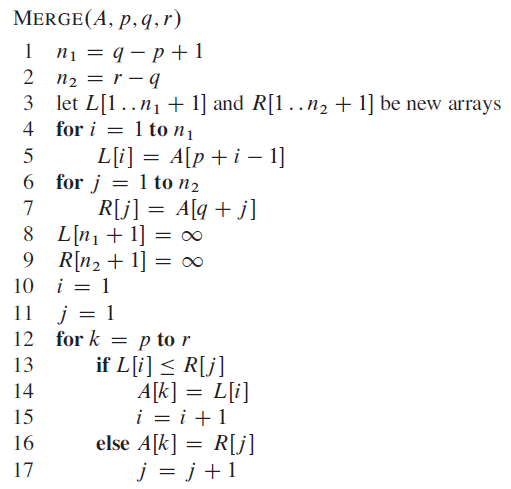 MERGE(A, p, q, r)
1 n₁ = q − p + 1
2 n₂ = r − q
3 let L[1 . . n₁ + 1] and R[1 . . n₂ + 1] be new arrays
4 for i = 1 to n₁
5 L[i] = A[p + i − 1]
6 for j = 1 to n₂
7 R[j] = A[q + j]
8 L[n₁ + 1] = ∞
9 R[n₂ + 1] = ∞
10 i = 1
11 j = 1
12 for k = p to r
13 if L[i] ≤ R[j]
14 A[k] = L[i]
15 i = i + 1
16 else A[k] = R[j]
17 j = j + 1